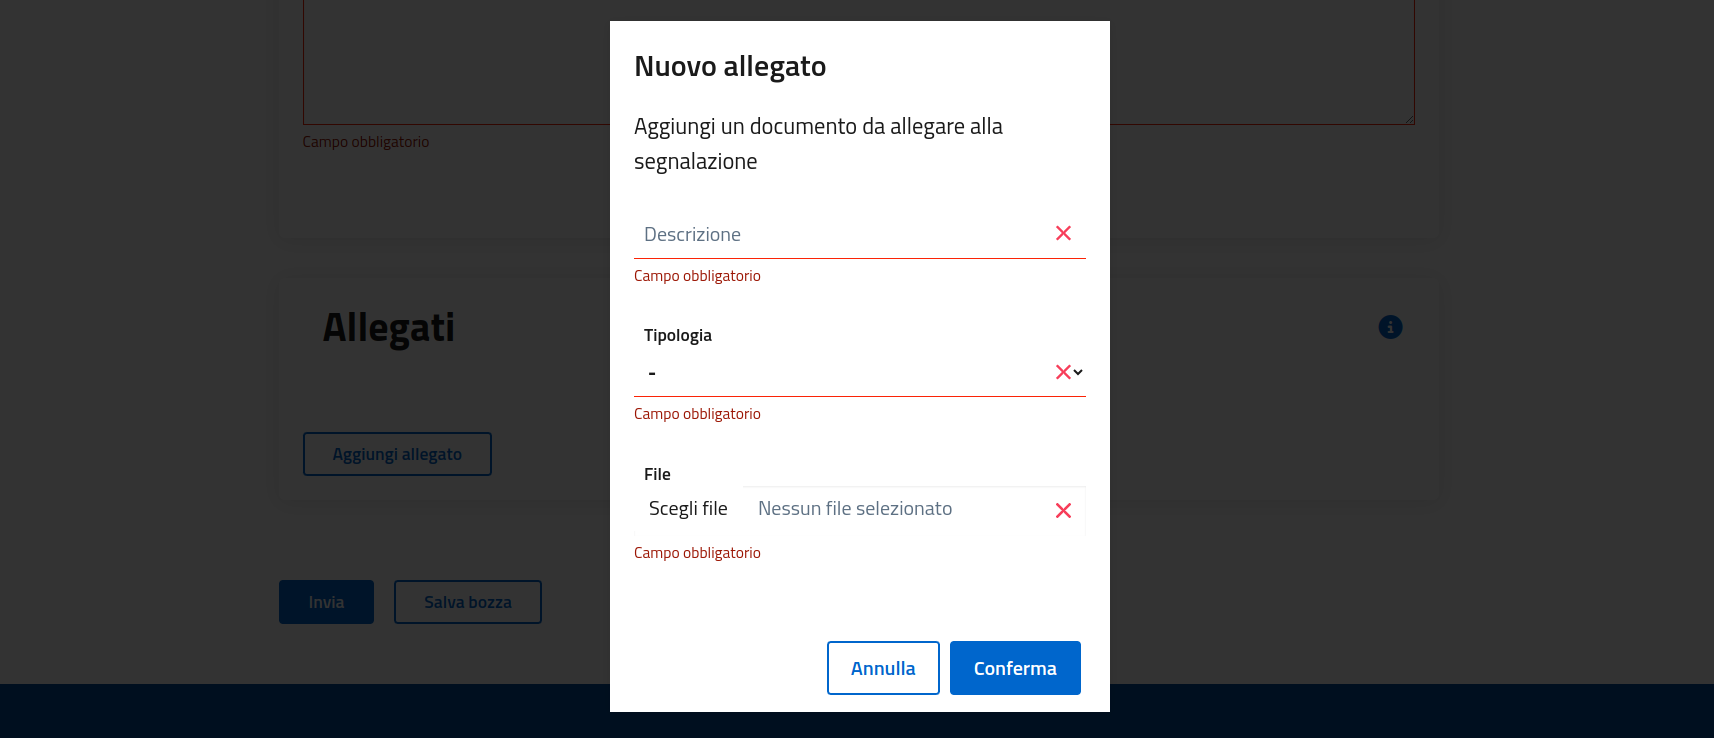 Campo obbligatorio
Allegati
Aggiungi allegato
Invia
Salva bozza
Nuovo allegato
Aggiungi un documento da allegare alla
segnalazione
Descrizione
Campo obbligatorio
Tipologia
-
Campo obbligatorio
File
Scegli file Nessun file selezionato
Campo obbligatorio
Annulla Conferma